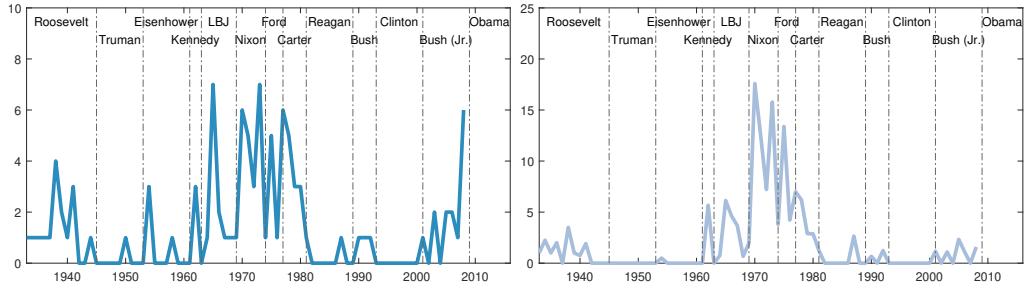 10
8
6
4
2
0
Roosevelt Eisenhower LBJ Ford Reagan Clinton Obama
Truman Kennedy Nixon Carter Bush Bush (Jr.)
1940 1950 1960 1970 1980 1990 2000 2010
25
20
15
10
5
0
Roosevelt Eisenhower LBJ Ford Reagan Clinton Obama
Truman Kennedy Nixon Carter Bush Bush (Jr.)
1940 1950 1960 1970 1980 1990 2000 2010